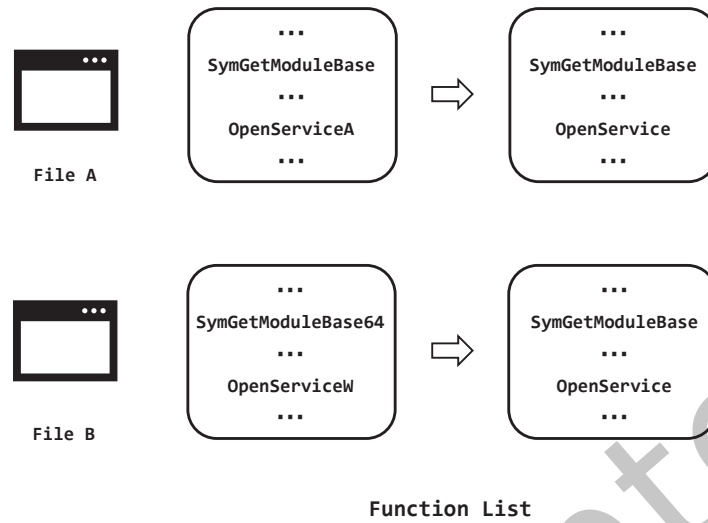 ... ...
SymGetModuleBase SymGetModuleBase
... ...
OpenServiceA OpenService
... ...
File A
... ...
SymGetModuleBase64 SymGetModuleBase
... ...
OpenServiceW OpenService
... ...
File B
Function List